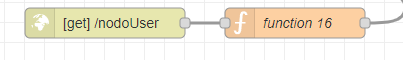 [get] /nodoUser
function 16